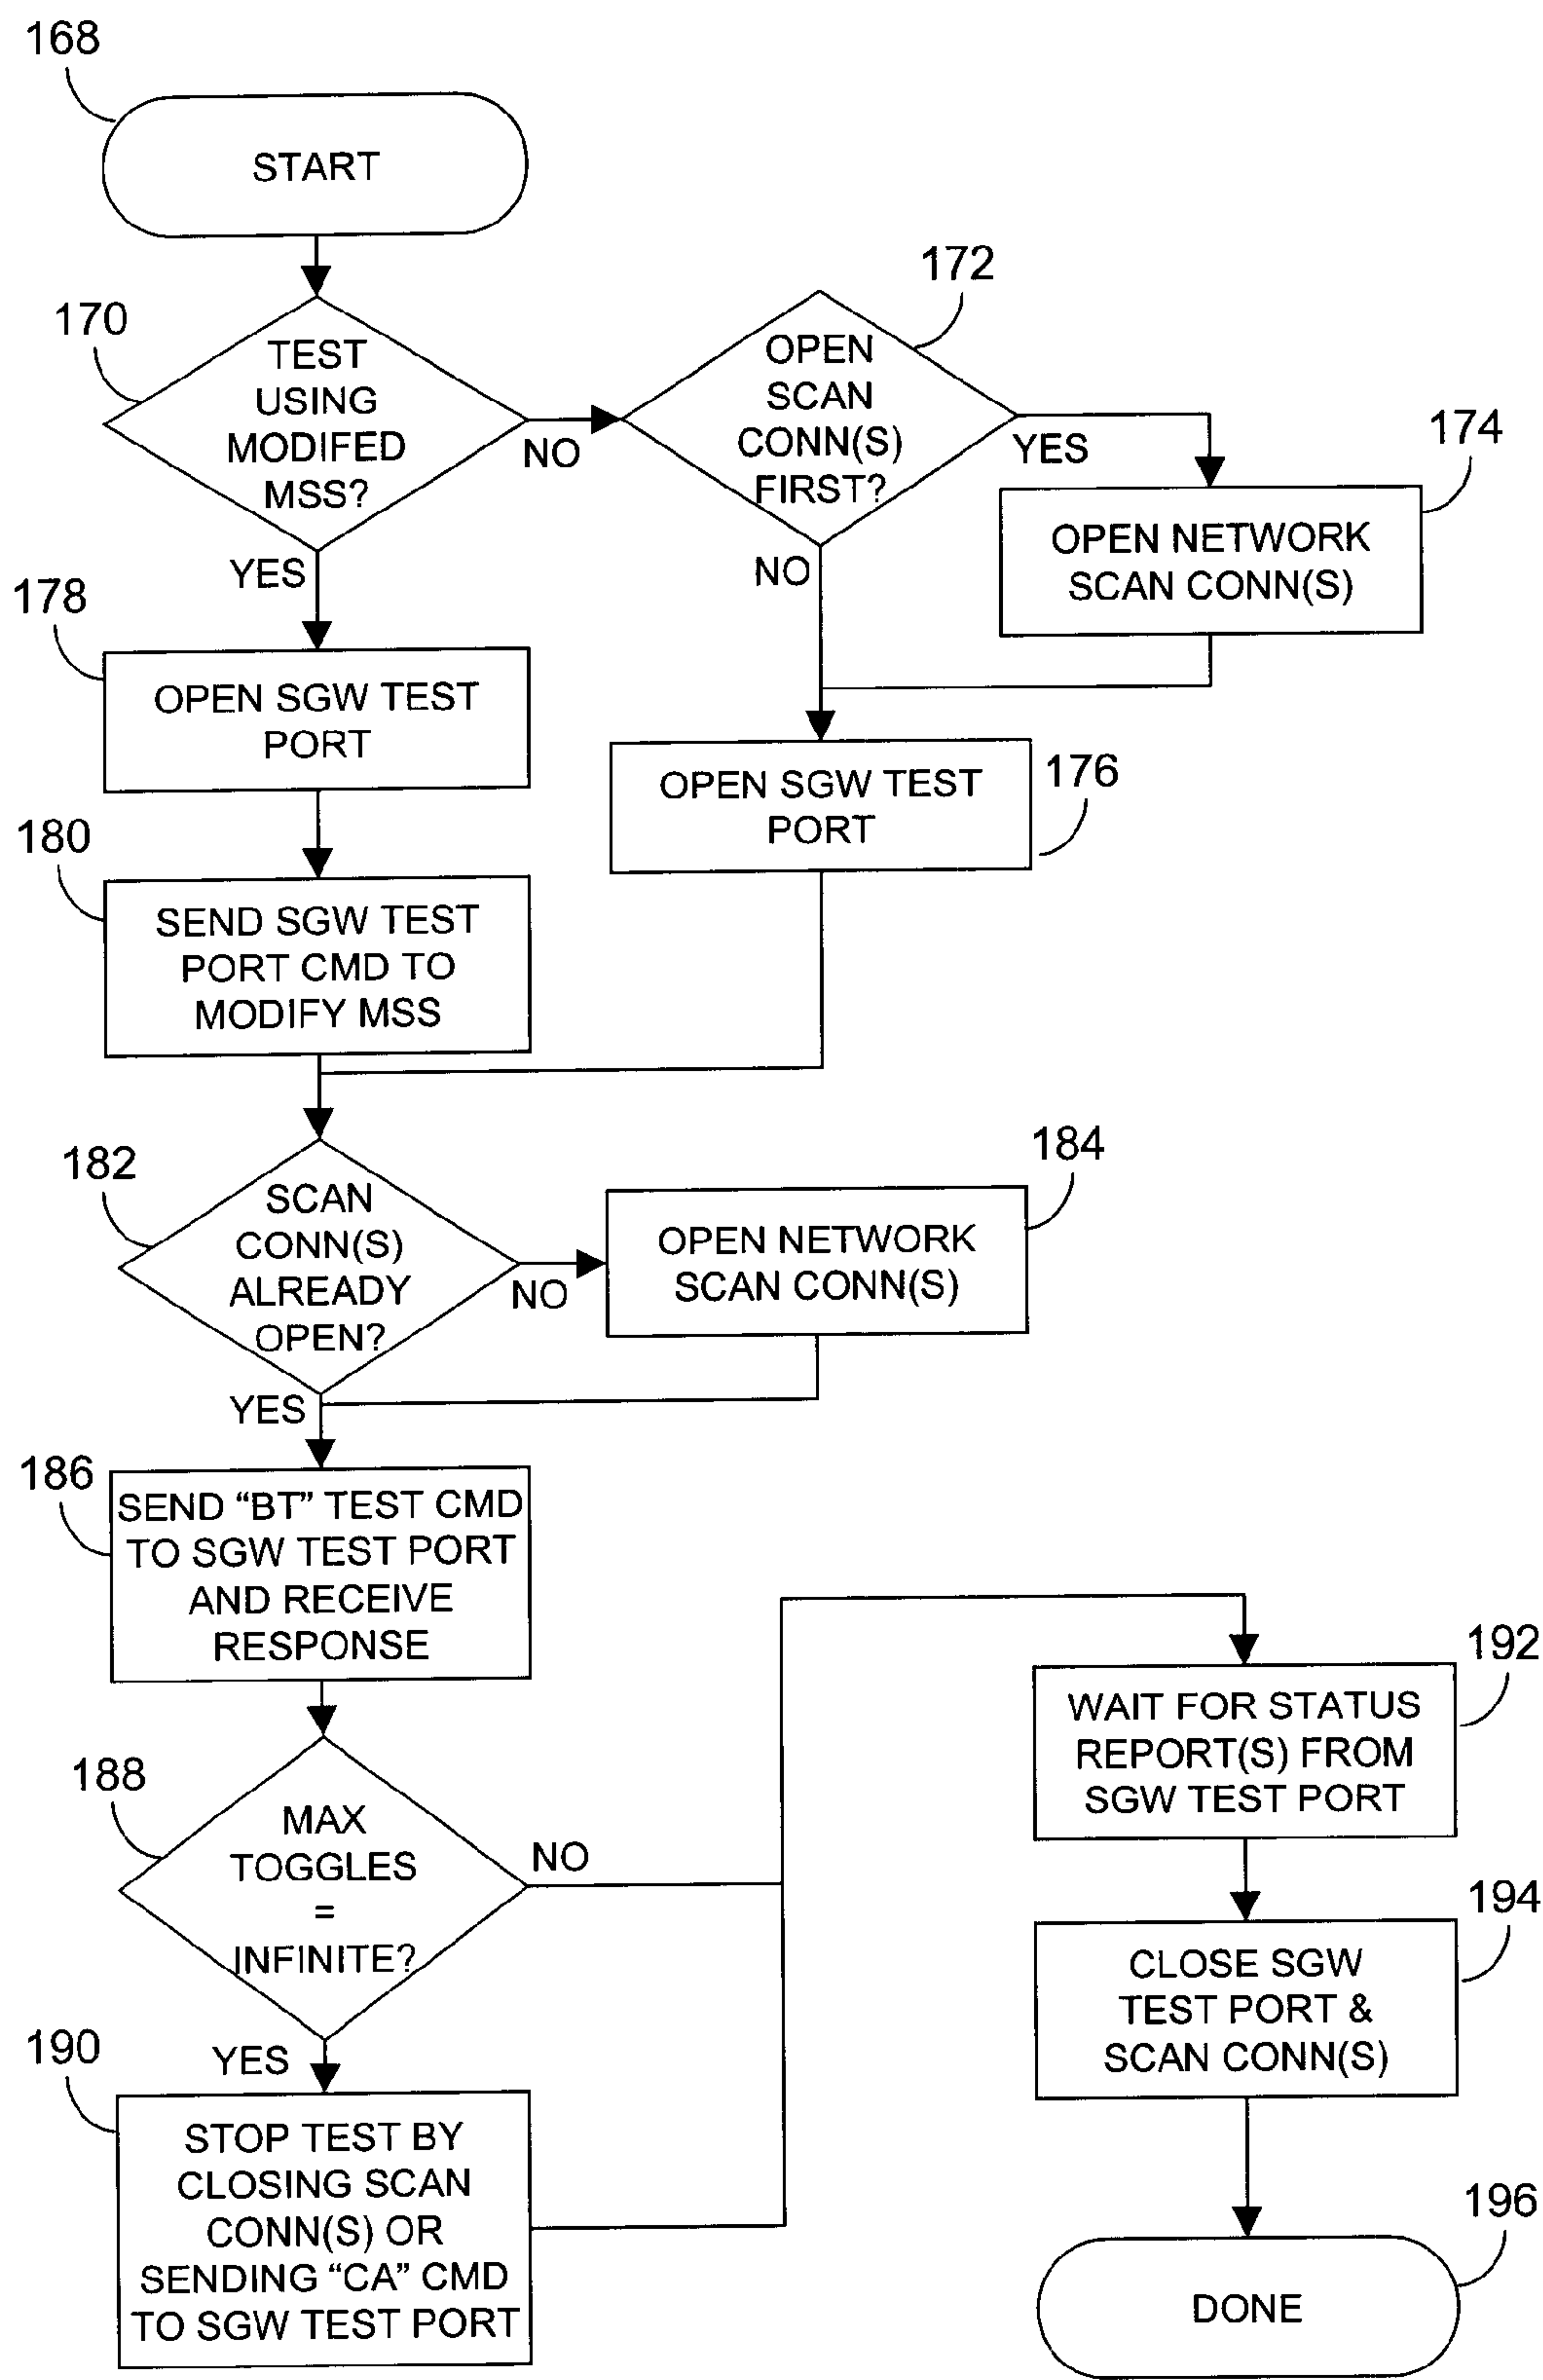 168
START
170
TEST
USING
MODIFED
MSS?
NO
YES
172
OPEN
SCAN
CONN(S)
FIRST?
YES
NO
174
OPEN NETWORK
SCAN CONN(S)
178
OPEN SGW TEST
PORT
176
OPEN SGW TEST
PORT
180
SEND SGW TEST
PORT CMD TO
MODIFY MSS
182
SCAN
CONN(S)
ALREADY
OPEN?
NO
YES
184
OPEN NETWORK
SCAN CONN(S)
186
SEND “BT” TEST CMD
TO SGW TEST PORT
AND RECEIVE
RESPONSE
188
MAX
TOGGLES
=
INFINITE?
NO
YES
190
STOP TEST BY
CLOSING SCAN
CONN(S) OR
SENDING “CA” CMD
TO SGW TEST PORT
192
WAIT FOR STATUS
REPORT(S) FROM
SGW TEST PORT
194
CLOSE SGW
TEST PORT &
SCAN CONN(S)
196
DONE